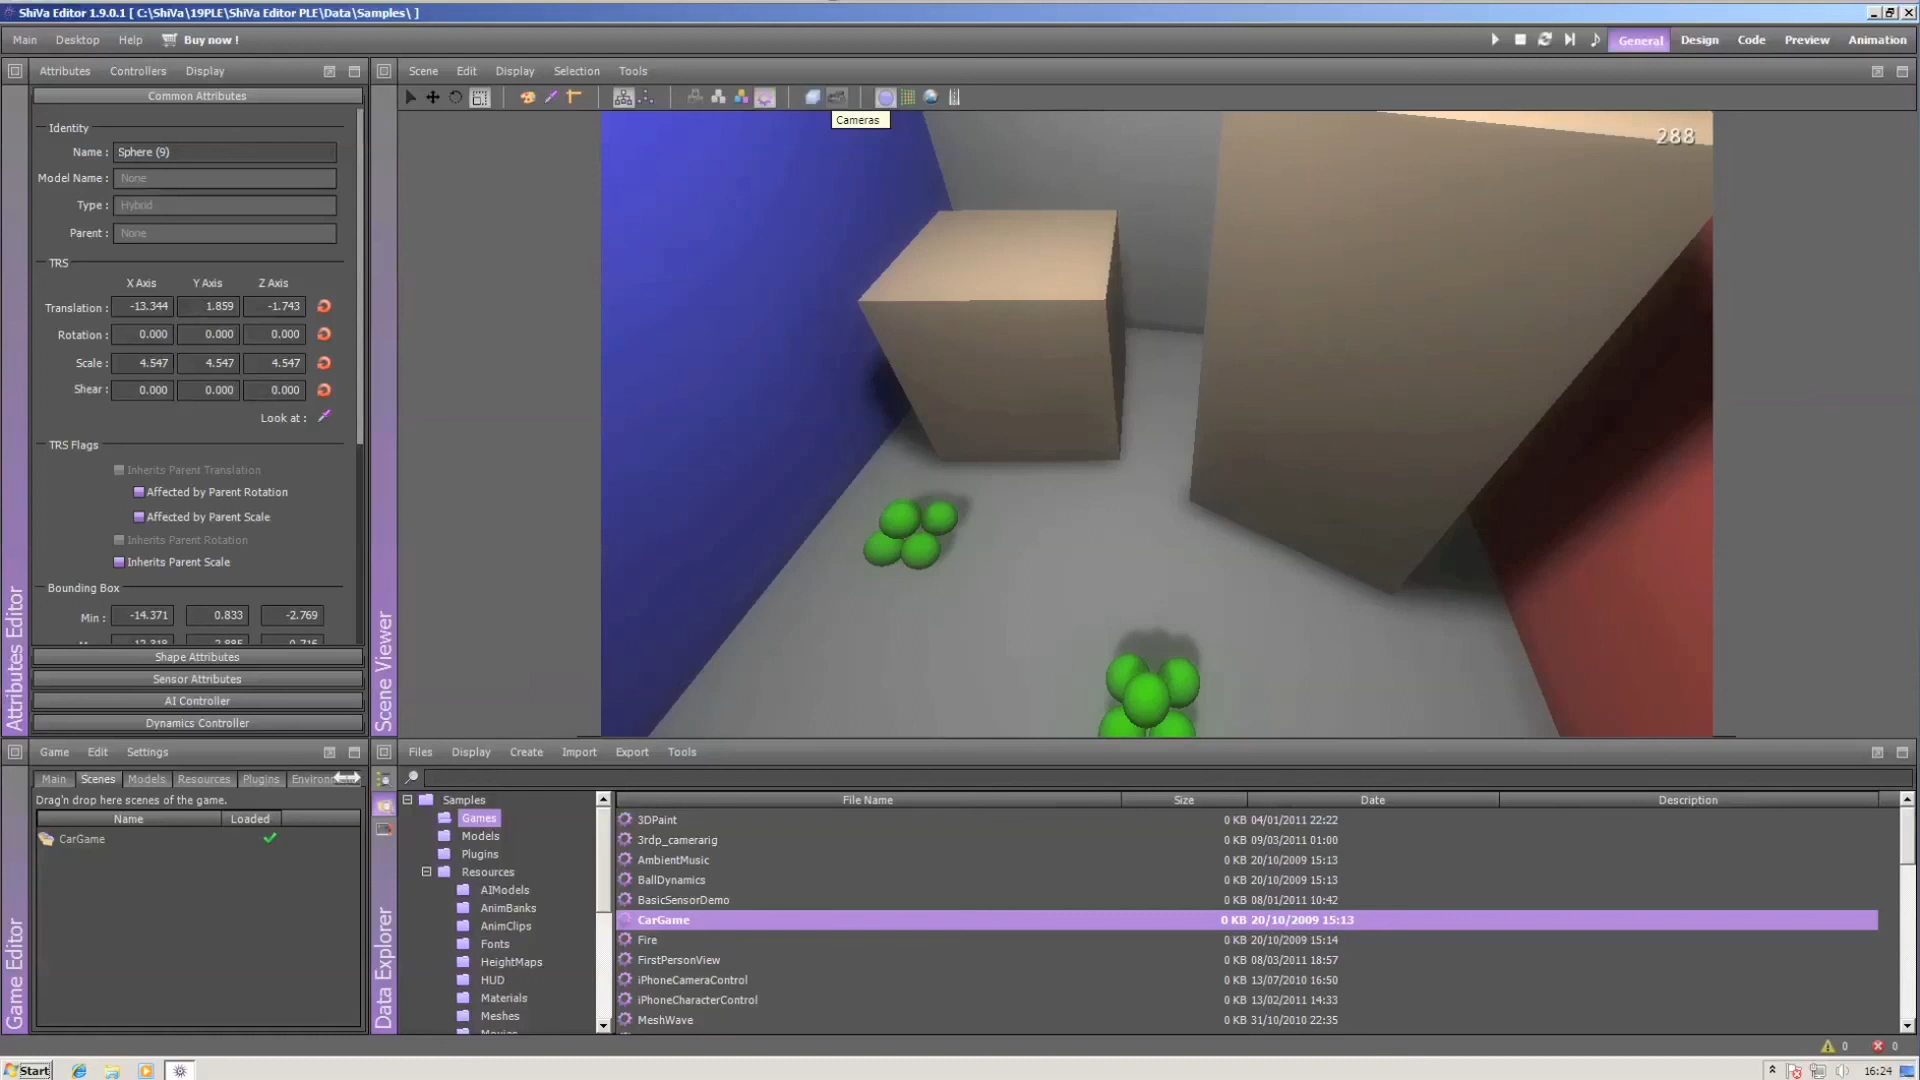 ShiVa Editor 1.9.0.1 [ C:\ShiVa\19PLE\ShiVa Editor PLE\Data\Samples\ ]
Main Desktop Help Buy now !
General Design Code Preview Animation
Attributes Controllers Display
Scene Edit Display Selection Tools
Common Attributes
Cameras
288
Identity
Name : Sphere (9)
Model Name : None
Type : Hybrid
Parent : None
TRS
X Axis Y Axis Z Axis
Translation : -13.344 1.859 -1.743
Rotation : 0.000 0.000 0.000
Scale : 4.547 4.547 4.547
Shear : 0.000 0.000 0.000
Look at :
TRS Flags
Inherits Parent Translation
Affected by Parent Rotation
Affected by Parent Scale
Inherits Parent Rotation
Inherits Parent Scale
Bounding Box
Min : -14.371 0.833 -2.769
Shape Attributes
Sensor Attributes
AI Controller
Dynamics Controller
Attributes Editor
Scene Viewer
Game Edit Settings
Main Scenes Models Resources Plugins
Drag'n drop here scenes of the game.
Name Loaded
CarGame
Game Editor
Files Display Create Import Export Tools
Data Explorer
Samples
Games
Models
Plugins
Resources
AIModels
AnimBanks
AnimClips
Fonts
HeightMaps
HUD
Materials
Meshes
File Name Size Date Description
3DPaint 0 KB 04/01/2011 22:22
3rdp_camerarig 0 KB 09/03/2011 01:00
AmbientMusic 0 KB 20/10/2009 15:13
BallDynamics 0 KB 20/10/2009 15:13
BasicSensorDemo 0 KB 08/01/2011 10:42
CarGame 0 KB 20/10/2009 15:13
Fire 0 KB 20/10/2009 15:14
FirstPersonView 0 KB 08/03/2011 18:57
iPhoneCameraControl 0 KB 13/07/2010 16:50
iPhoneCharacterControl 0 KB 13/02/2011 14:33
MeshWave 0 KB 31/10/2010 22:35
0 0
Start 16:24